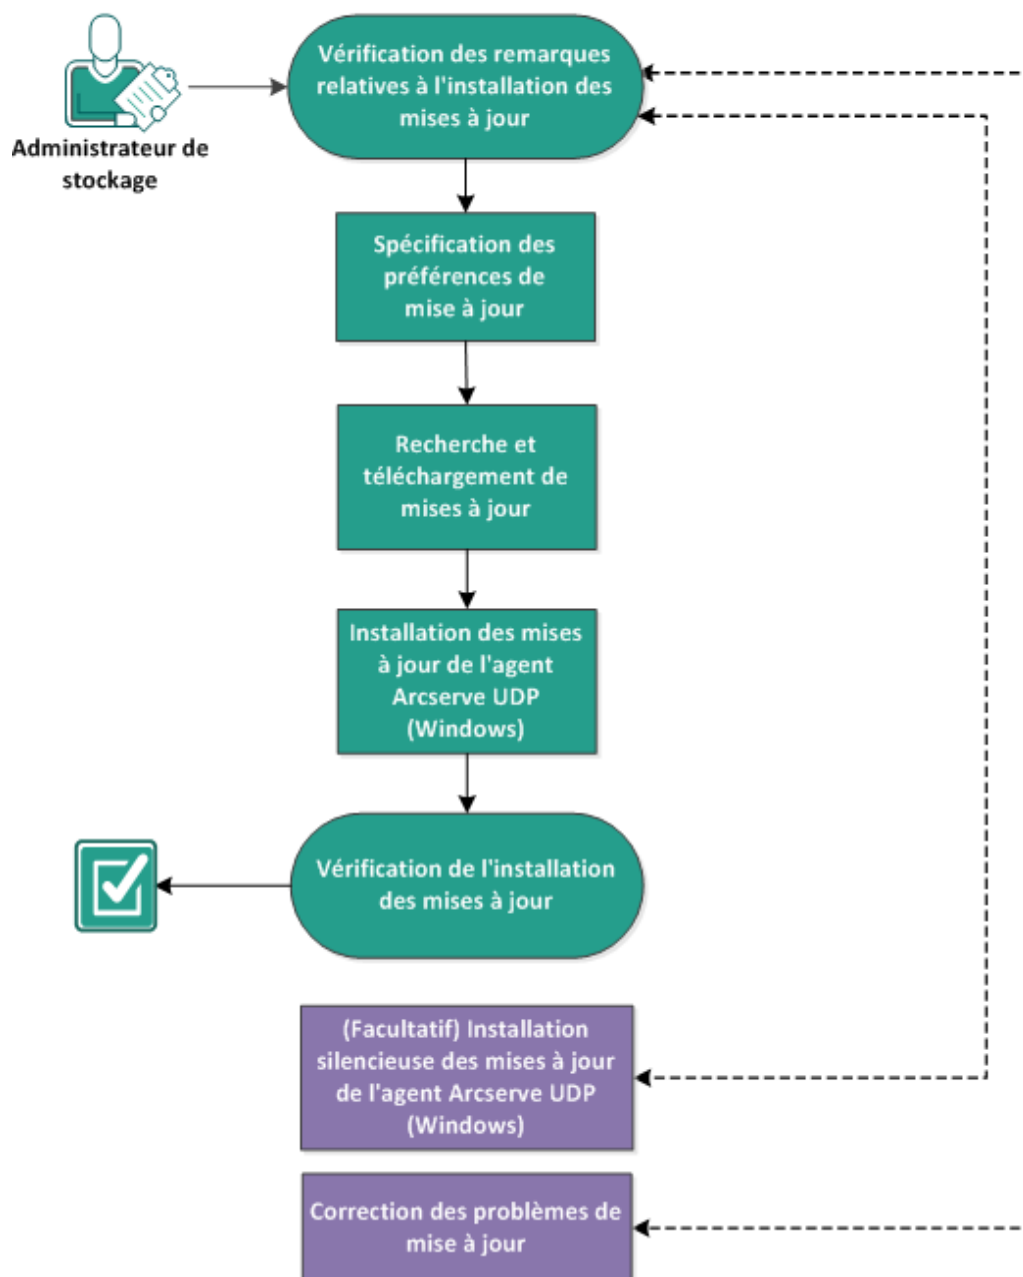 Vérification des remarques
relatives à l'installation des
mises à jour
Administrateur de
stockage
Spécification des
préférences de
mise à jour
Recherche et
téléchargement de
mises à jour
Installation des mises
à jour de l'agent
Arcserve UDP
(Windows)
Vérification de l'installation
des mises à jour
(Facultatif) Installation
silencieuse des mises à jour
de l'agent Arcserve UDP
(Windows)
Correction des problèmes de
mise à jour